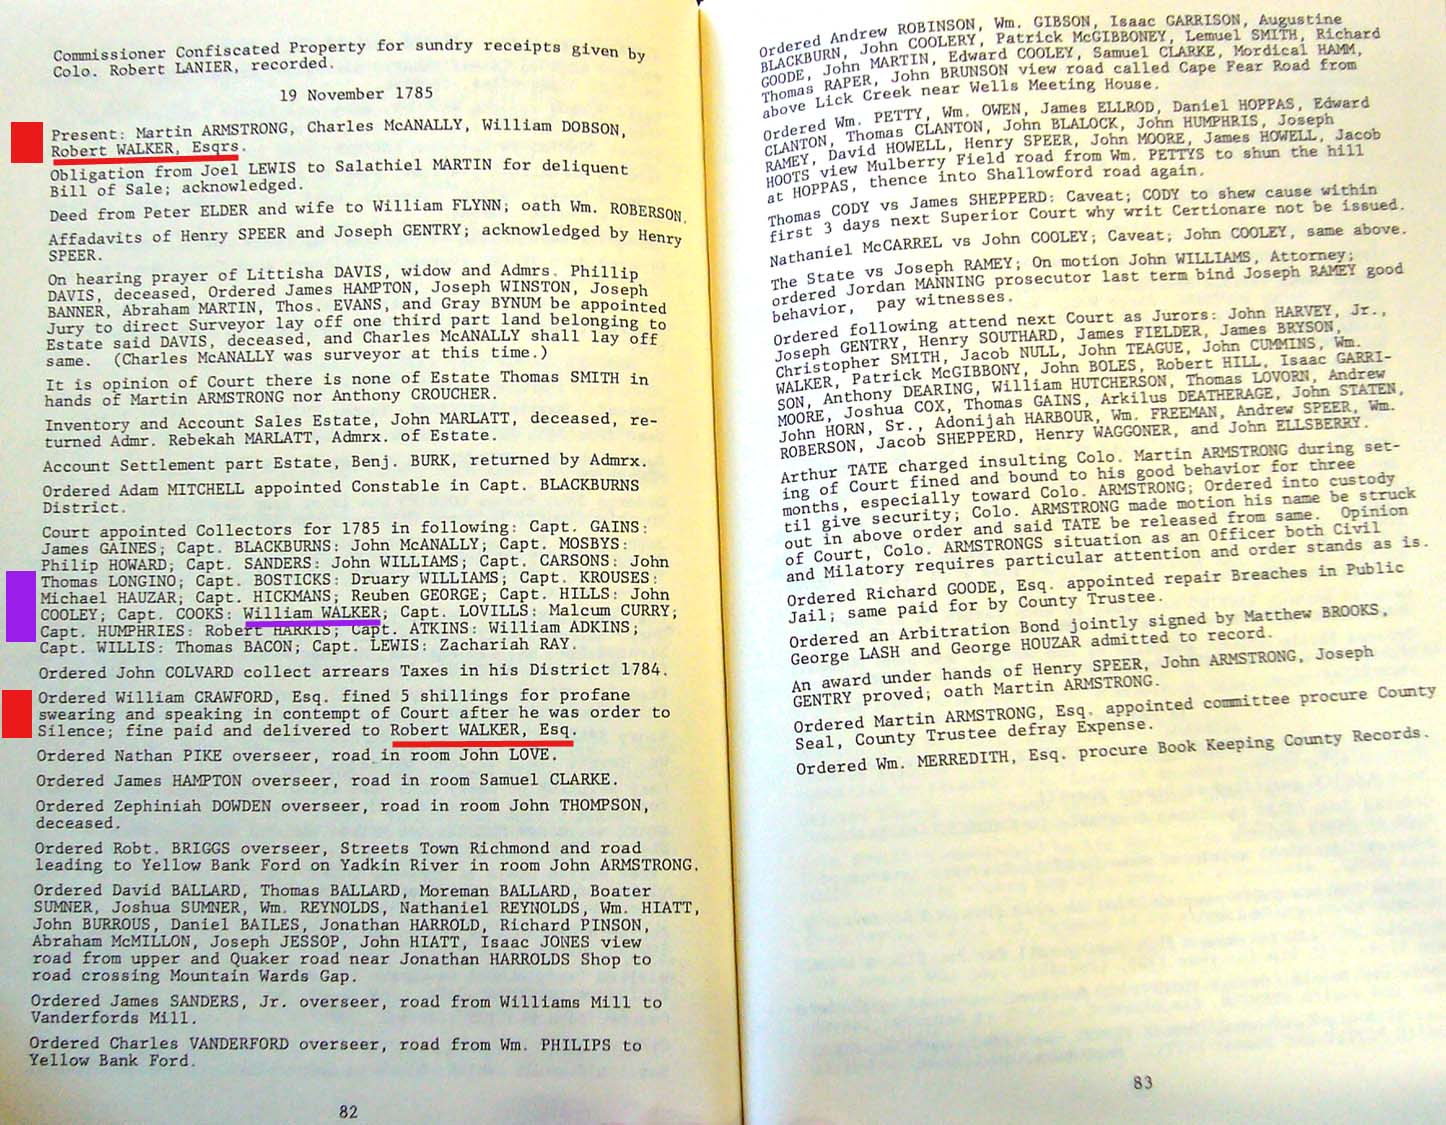 Commissioner Confiscated Property for sundry receipts given by
Colo. Robert LANIER, recorded.
19 November 1785
Present: Martin ARMSTRONG, Charles McANALLY, William DOBSON,
Robert WALKER, Esqrs.
Obligation from Joel LEWIS to Salathiel MARTIN for deliquent
Bill of Sale; acknowledged.
Deed from Peter ELDER and wife to William FLYNN; oath Wm. ROBERSON.
Affadavits of Henry SPEER and Joseph GENTRY; acknowledged by Henry
SPEER.
On hearing prayer of Littisha DAVIS, widow and Admrs. Phillip
DAVIS, deceased, Ordered James HAMPTON, Joseph WINSTON, Joseph
BANNER, Abraham MARTIN, Thos. EVANS, and Gray BYNUM be appointed
Jury to direct Surveyor lay off one third part land belonging to
Estate said DAVIS, deceased, and Charles McANALLY shall lay off
same. (Charles McANALLY was surveyor at this time.)
It is opinion of Court there is none of Estate Thomas SMITH in
hands of Martin ARMSTRONG nor Anthony CROUCHER.
Inventory and Account Sales Estate, John MARLATT, deceased, re-
turned Admr. Rebekah MARLATT, Admrx. of Estate.
Account Settlement part Estate, Benj. BURK, returned by Admrx.
Ordered Adam MITCHELL appointed Constable in Capt. BLACKBURNS
District.
Court appointed Collectors for 1785 in following: Capt. GAINS:
James GAINES; Capt. BLACKBURNS: John McANALLY; Capt. MOSBYS:
Philip HOWARD; Capt. SANDERS: John WILLIAMS; Capt. CARSONS: John
Thomas LONGINO; Capt. BOSTICKS: Druary WILLIAMS; Capt. KROUSES:
Michael HAUZAR; Capt. HICKMANS; Reuben GEORGE; Capt. HILLS: John
COOLEY; Capt. COOKS: William WALKER; Capt. LOVILLS: Malcum CURRY;
Capt. HUMPHRIES: Robert HARRIS; Capt. ATKINS: William ADKINS;
Capt. WILLIS: Thomas BACON; Capt. LEWIS: Zachariah RAY.
Ordered John COLVARD collect arrears Taxes in his District 1784.
Ordered William CRAWFORD, Esq. fined 5 shillings for profane
swearing and speaking in contempt of Court after he was order to
Silence; fine paid and delivered to Robert WALKER, Esq.
Ordered Nathan PIKE overseer, road in room John LOVE.
Ordered James HAMPTON overseer, road in room Samuel CLARKE.
Ordered Zephiniah DOWDEN overseer, road in room John THOMPSON,
deceased.
Ordered Robt. BRIGGS overseer, Streets Town Richmond and road
leading to Yellow Bank Ford on Yadkin River in room John ARMSTRONG.
Ordered David BALLARD, Thomas BALLARD, Moreman BALLARD, Boater
SUMNER, Joshua SUMNER, Wm. REYNOLDS, Nathaniel REYNOLDS, Wm. HIATT,
John BURROUS, Daniel BAILES, Jonathan HARROLD, Richard PINSON,
Abraham McMILLON, Joseph JESSOP, John HIATT, Isaac JONES view
road from upper and Quaker road near Jonathan HARROLDS Shop to
road crossing Mountain Wards Gap.
Ordered James SANDERS, Jr. overseer, road from Williams Mill to
Vanderfords Mill.
Ordered Charles VANDERFORD overseer, road from Wm. PHILIPS to
Yellow Bank Ford.
82
Ordered Andrew ROBINSON, Wm. GIBSON, Isaac GARRISON, Augustine
BLACKBURN, John COOLERY, Patrick McGIBBONEY, Lemuel SMITH, Richard
GOODE, John MARTIN, Edward COOLEY, Samuel CLARKE, Mordical HAMM,
Thomas RAPER, John BRUNSON view road called Cape Fear Road from
above Lick Creek near Wells Meeting House.
Ordered Wm. PETTY, Wm. OWEN, James ELLROD, Daniel HOPPAS, Edward
CLANTON, Thomas CLANTON, John BLALOCK, John HUMPHRIS, Joseph
RAMEY, David HOWELL, Henry SPEER, John MOORE, James HOWELL, Jacob
HOOTS view Mulberry Field road from Wm. PETTYS to shun the hill
at HOPPAS, thence into Shallowford road again.
Thomas CODY vs James SHEPPERD: Caveat; CODY to shew cause within
first 3 days next Superior Court why writ Certionare not be issued.
Nathaniel McCARREL vs John COOLEY; Caveat; John COOLEY, same above.
The State vs Joseph RAMEY; On motion John WILLIAMS, Attorney;
ordered Jordan MANNING prosecutor last term bind Joseph RAMEY good
behavior, pay witnesses.
Ordered following attend next Court as Jurors: John HARVEY, Jr.,
Joseph GENTRY, Henry SOUTHARD, James FIELDER, James BRYSON,
Christopher SMITH, Jacob NULL, John TEAGUE, John CUMMINS, Wm.
WALKER, Patrick McGIBBONY, John BOLES, Robert HILL, Isaac GARRI-
SON, Anthony DEARING, William HUTCHERSON, Thomas LOVORN, Andrew
MOORE, Joshua COX, Thomas GAINS, Arkilus DEATHERAGE, John STATEN,
John HORN, Sr., Adonijah HARBOUR, Wm. FREEMAN, Andrew SPEER, Wm.
ROBERSON, Jacob SHEPPERD, Henry WAGGONER, and John ELLSBERRY.
Arthur TATE charged insulting Colo. Martin ARMSTRONG during set-
ing of Court fined and bound to his good behavior for three
months, especially toward Colo. ARMSTRONG; Ordered into custody
til give security; Colo. ARMSTRONG made motion his name be struck
out in above order and said TATE be released from same. Opinion
of Court, Colo. ARMSTRONGS situation as an Officer both Civil
and Milatory requires particular attention and order stands as is.
Ordered Richard GOODE, Esq. appointed repair Breaches in Public
Jail; same paid for by County Trustee.
Ordered an Arbitration Bond jointly signed by Matthew BROOKS,
George LASH and George HOUZAR admitted to record.
An award under hands of Henry SPEER, John ARMSTRONG, Joseph
GENTRY proved; oath Martin ARMSTRONG.
Ordered Martin ARMSTRONG, Esq. appointed committee procure County
Seal, County Trustee defray Expense.
Ordered Wm. MERREDITH, Esq. procure Book Keeping County Records.
83